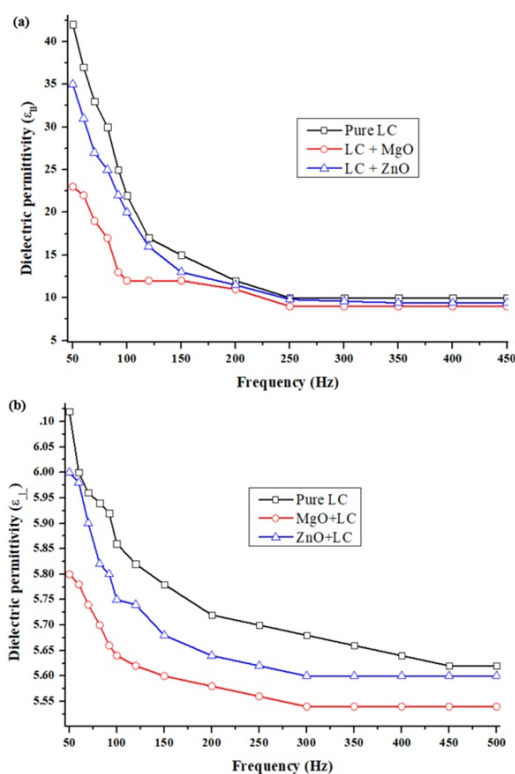 (a)
40
35
30
25
20
15
10
5
Dielectric permittivity (ε||)
Pure LC
LC + MgO
LC + ZnO
50 100 150 200 250 300 350 400 450
Frequency (Hz)
(b)
.10
6.05
6.00
5.95
5.90
5.85
5.80
5.75
5.70
5.65
5.60
5.55
Dielectric permittivity (ε⊥)
Pure LC
MgO+LC
ZnO+LC
50 100 150 200 250 300 350 400 450 500
Frequency (Hz)